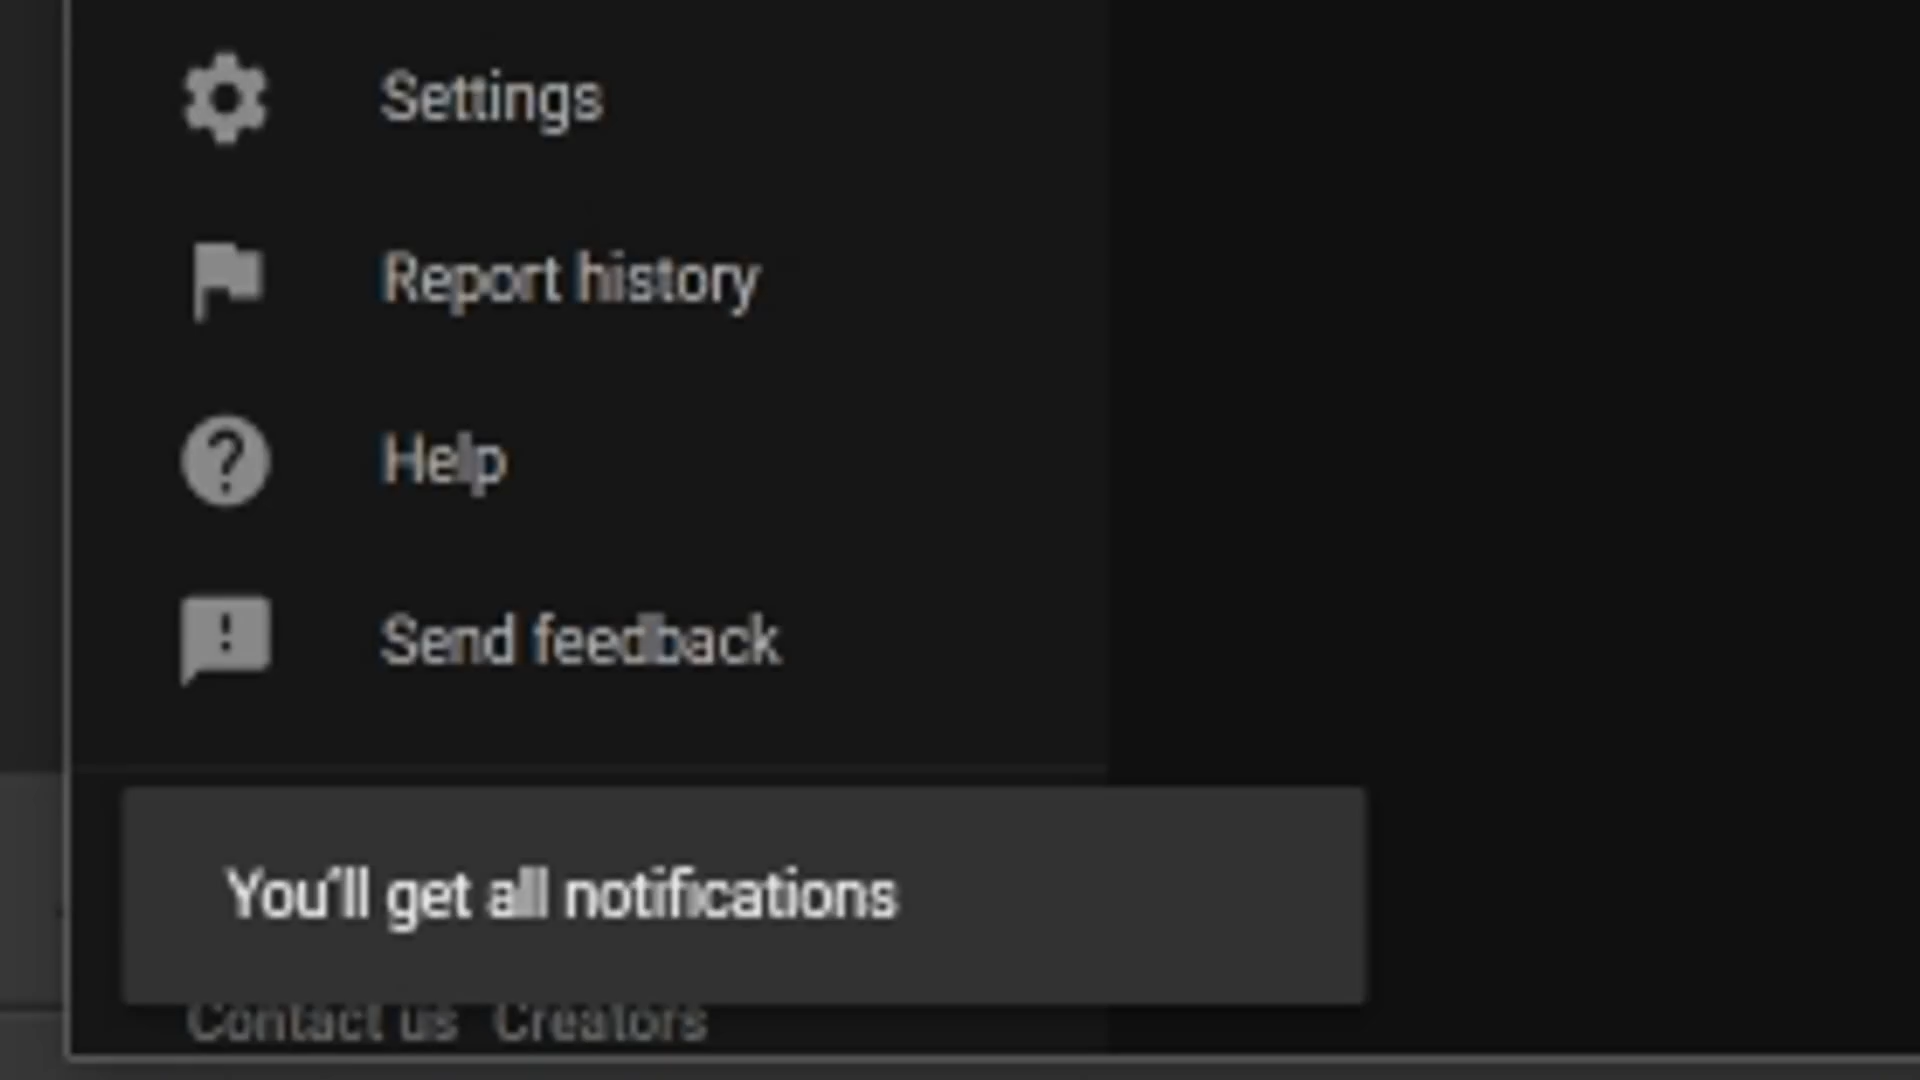 Settings
Report history
Help
Send feedback
You'll get all notifications
Contact us Creators